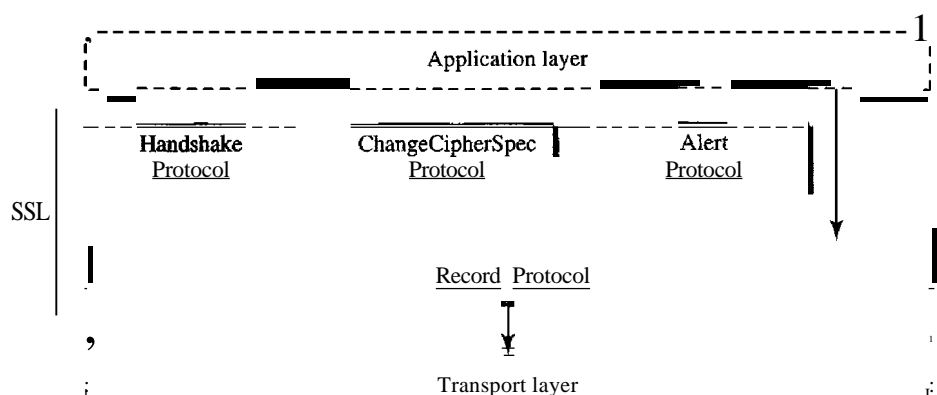 Application layer
Handshake Protocol
ChangeCipherSpec Protocol
Alert Protocol
SSL
Record Protocol
Transport layer